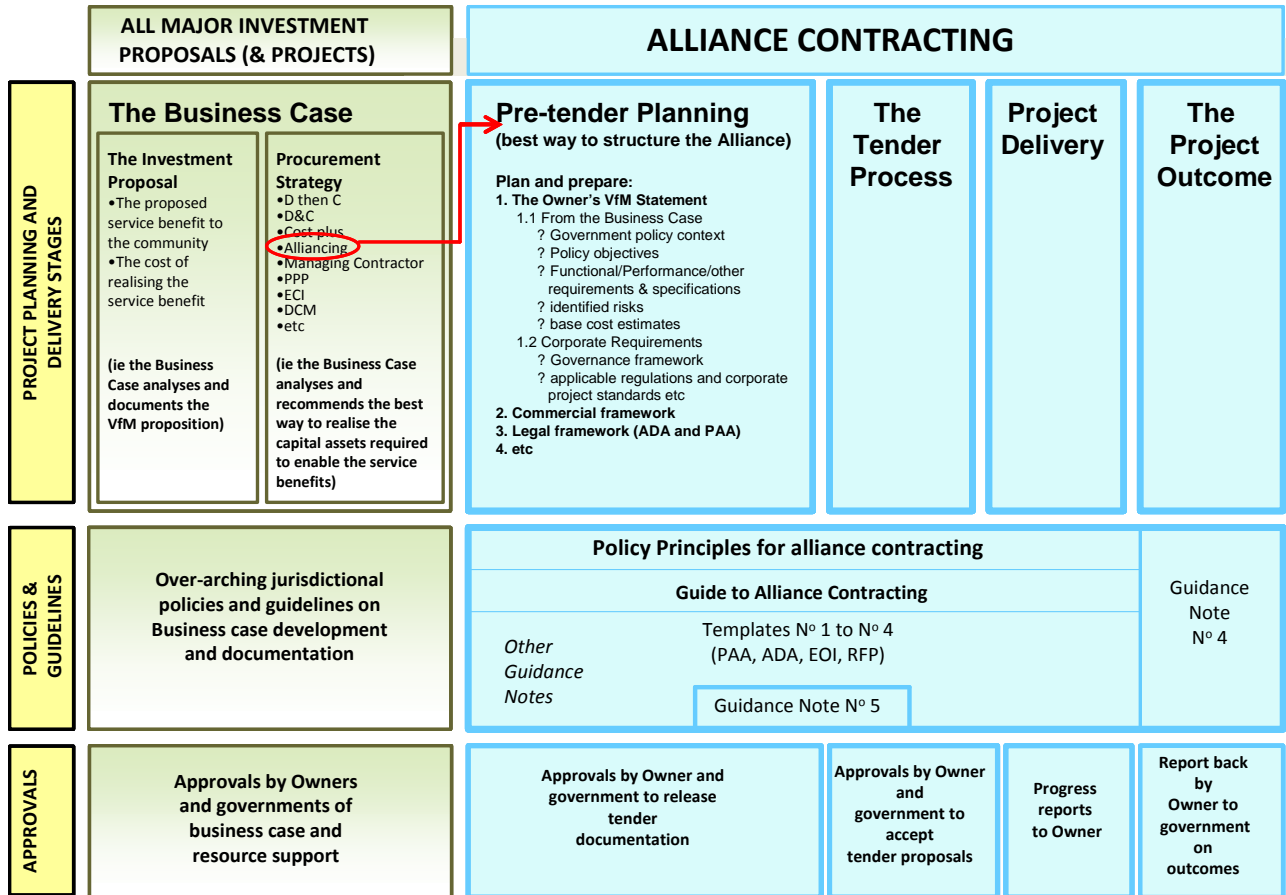 ALL MAJOR INVESTMENT
PROPOSALS (& PROJECTS)
ALLIANCE CONTRACTING
PROJECT PLANNING AND
DELIVERY STAGES
The Business Case
The Investment
Proposal
•The proposed
service benefit to
the community
•The cost of
realising the
service benefit
(ie the Business
Case analyses and
documents the
VfM proposition)
Procurement
Strategy
•D then C
•D&C
•Cost plus
•Alliancing
•Managing Contractor
•PPP
•ECI
•DCM
•etc
(ie the Business Case
analyses and
recommends the best
way to realise the
capital assets required
to enable the service
benefits)
Pre-tender Planning
(best way to structure the Alliance)
Plan and prepare:
1. The Owner's VfM Statement
1.1 From the Business Case
? Government policy context
? Policy objectives
? Functional/Performance/other
requirements & specifications
? identified risks
? base cost estimates
1.2 Corporate Requirements
? Governance framework
? applicable regulations and corporate
project standards etc
2. Commercial framework
3. Legal framework (ADA and PAA)
4. etc
The
Tender
Process
Project
Delivery
The
Project
Outcome
POLICIES &
GUIDELINES
Over-arching jurisdictional
policies and guidelines on
Business case development
and documentation
Policy Principles for alliance contracting
Guide to Alliance Contracting
Other
Guidance
Notes
Templates Nº 1 to Nº 4
(PAA, ADA, EOI, RFP)
Guidance Note Nº 5
Guidance
Note
Nº 4
APPROVALS
Approvals by Owners
and governments of
business case and
resource support
Approvals by Owner and
government to release
tender
documentation
Approvals by Owner
and
government to
accept
tender proposals
Progress
reports
to Owner
Report back
by
Owner to
government
on
outcomes